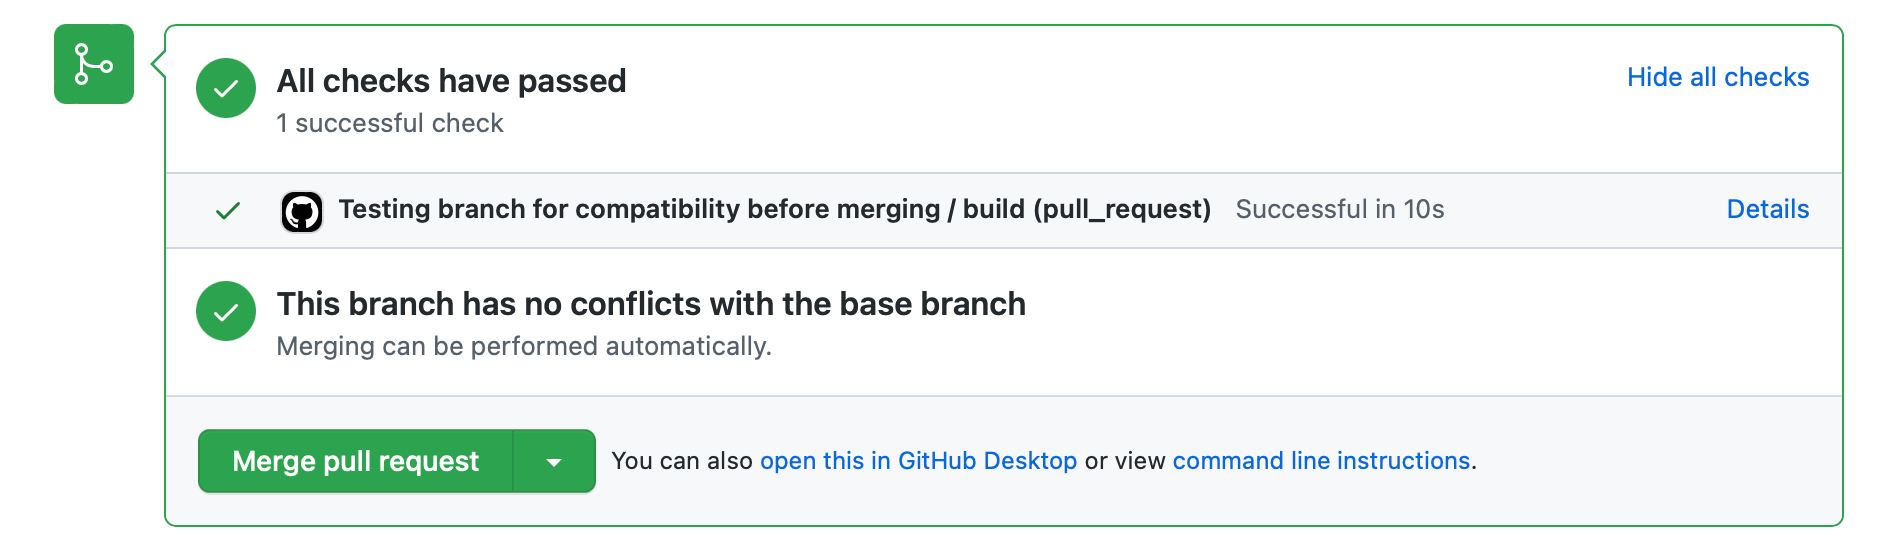 All checks have passed
Hide all checks
1 successful check
Testing branch for compatibility before merging / build (pull_request) Successful in 10s Details
This branch has no conflicts with the base branch
Merging can be performed automatically.
Merge pull request You can also open this in GitHub Desktop or view command line instructions.